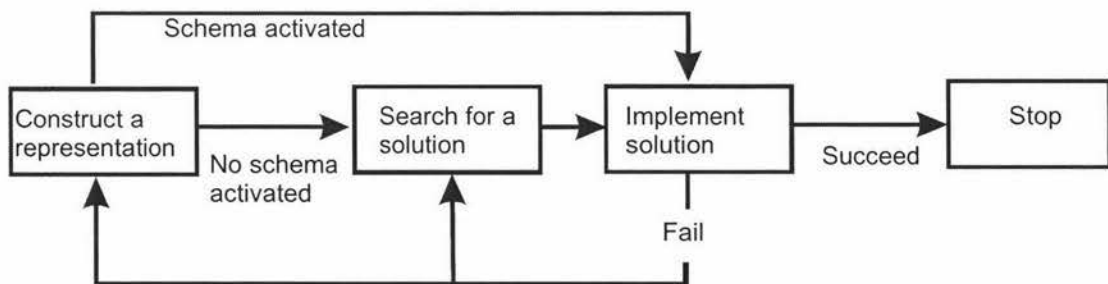 Schema activated
Construct a
representation
No schema
activated
Search for a
solution
Implement
solution
Succeed
Stop
Fail